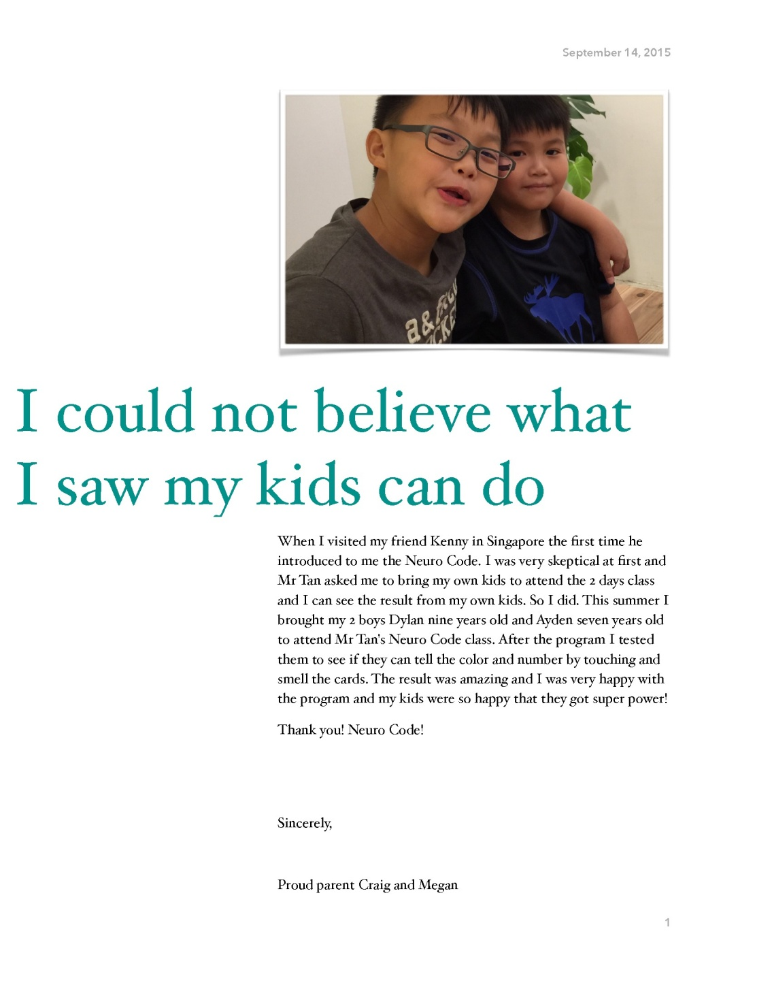 September 14, 2015
a & F
I could not believe what
I saw my kids can do
When I visited my friend Kenny in Singapore the first time he
introduced to me the Neuro Code. I was very skeptical at first and
Mr Tan asked me to bring my own kids to attend the 2 days class
and I can see the result from my own kids. So I did. This summer I
brought my 2 boys Dylan nine years old and Ayden seven years old
to attend Mr Tan's Neuro Code class. After the program I tested
them to see if they can tell the color and number by touching and
smell the cards. The result was amazing and I was very happy with
the program and my kids were so happy that they got super power!
Thank you! Neuro Code!
Sincerely,
Proud parent Craig and Megan
1